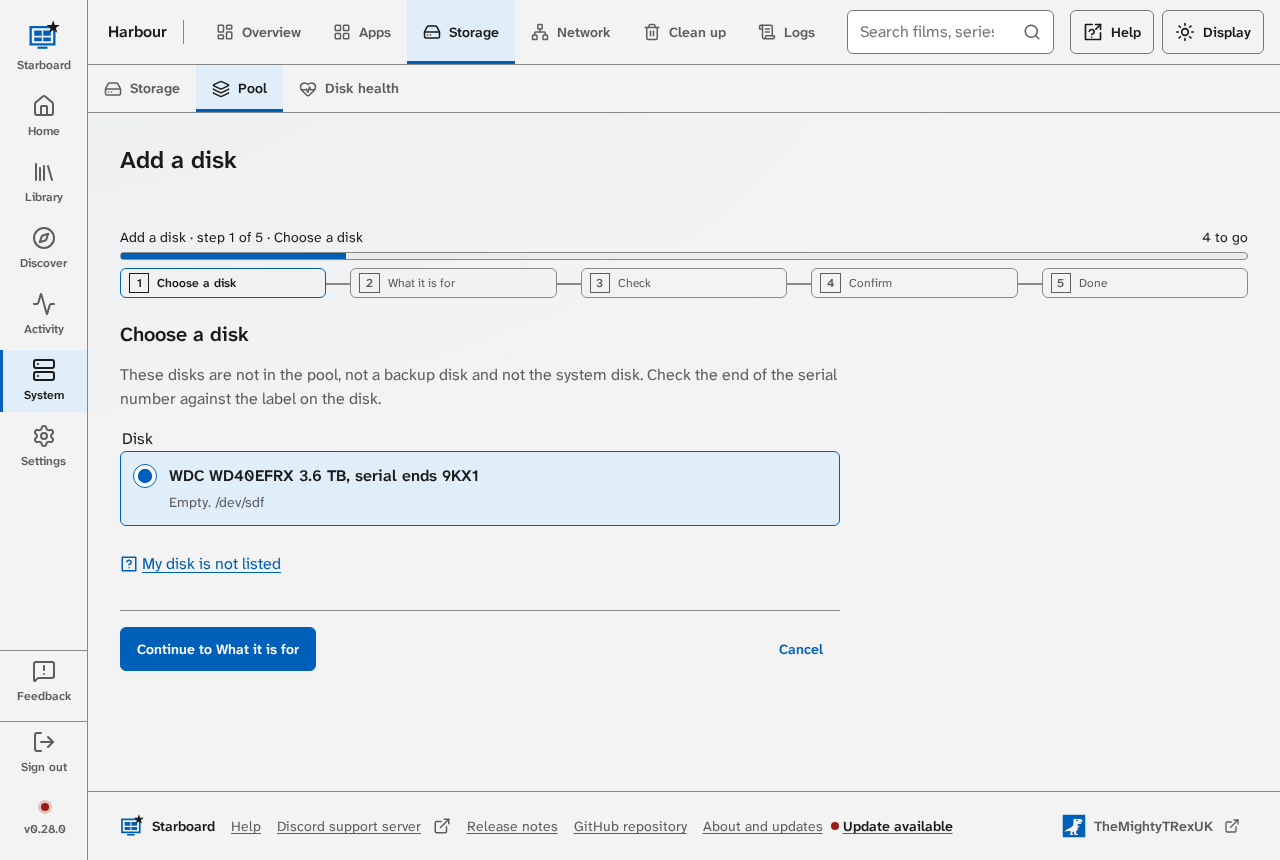 Starboard
Home
Library
Discover
Activity
System
Settings
Feedback
Sign out
v0.28.0
Harbour
Overview
Apps
Storage
Network
Clean up
Logs
Search films, series
Help
Display
Storage
Pool
Disk health
Add a disk
Add a disk · step 1 of 5 · Choose a disk
4 to go
1 Choose a disk
2 What it is for
3 Check
4 Confirm
5 Done
Choose a disk
These disks are not in the pool, not a backup disk and not the system disk. Check the end of the serial
number against the label on the disk.
Disk
WDC WD40EFRX 3.6 TB, serial ends 9KX1
Empty. /dev/sdf
My disk is not listed
Continue to What it is for
Cancel
Starboard
Help
Discord support server
Release notes
GitHub repository
About and updates
Update available
TheMightyTRexUK